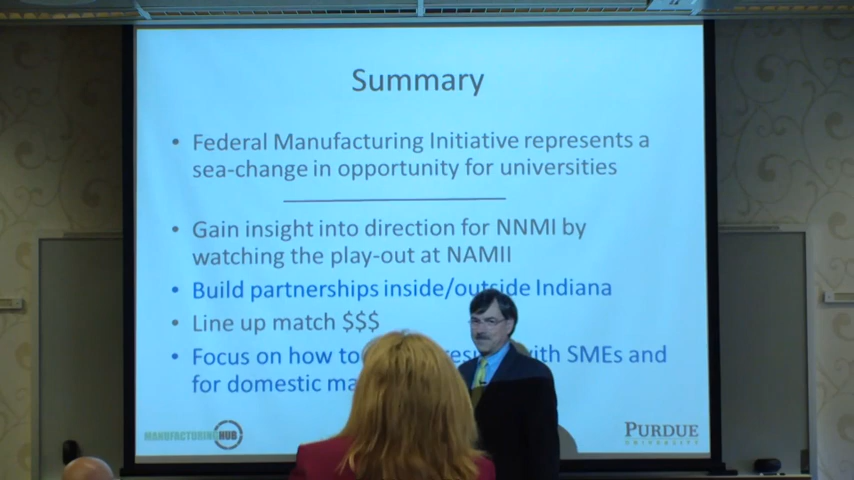 Summary
• Federal Manufacturing Initiative represents a
sea-change in opportunity for universities
• Gain insight into direction for NNMI by
watching the play-out at NAMII
• Build partnerships inside/outside Indiana
• Line up match $$$
• Focus on how to with SMEs and
for domestic
MANUFACTURING HUB
PURDUE
UNIVERSITY